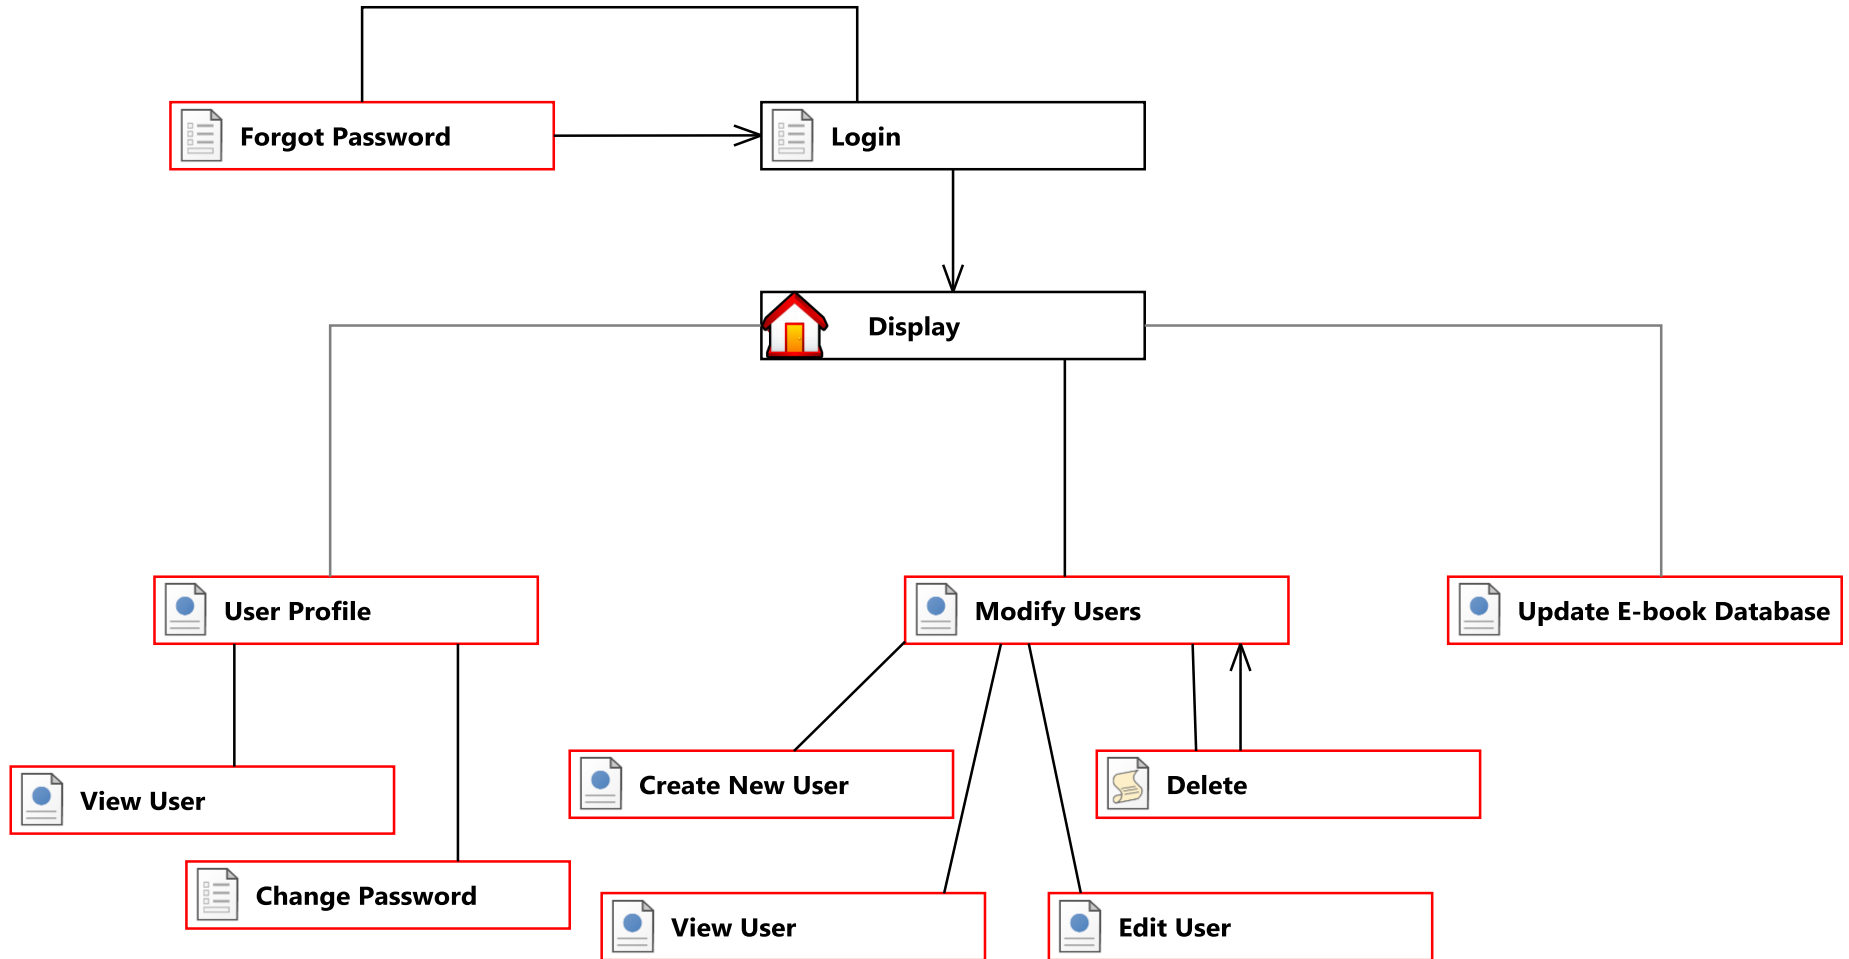 Forgot Password
Login
Display
User Profile
Modify Users
Update E-book Database
Create New User
Delete
View User
Change Password
View User
Edit User